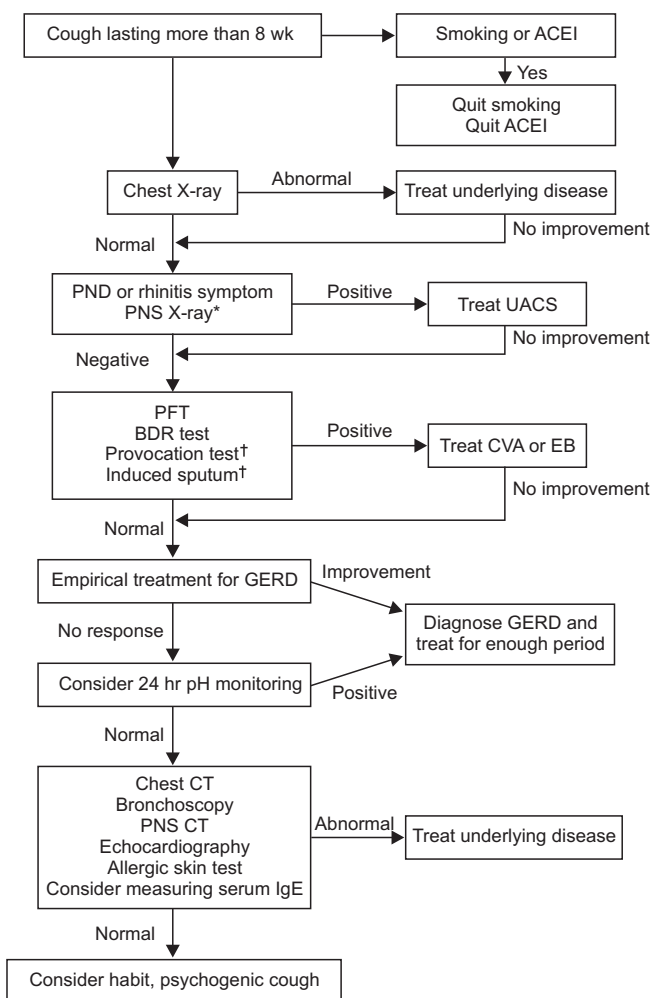 Cough lasting more than 8 wk
Smoking or ACEI
Yes
Quit smoking
Quit ACEI
Chest X-ray
Abnormal
Treat underlying disease
No improvement
Normal
PND or rhinitis symptom
PNS X-ray*
Positive
Treat UACS
No improvement
Negative
PFT
BDR test
Provocation test†
Induced sputum†
Positive
Treat CVA or EB
No improvement
Normal
Empirical treatment for GERD
Improvement
Diagnose GERD and
treat for enough period
No response
Consider 24 hr pH monitoring
Positive
Normal
Chest CT
Bronchoscopy
PNS CT
Echocardiography
Allergic skin test
Consider measuring serum IgE
Abnormal
Treat underlying disease
Normal
Consider habit, psychogenic cough